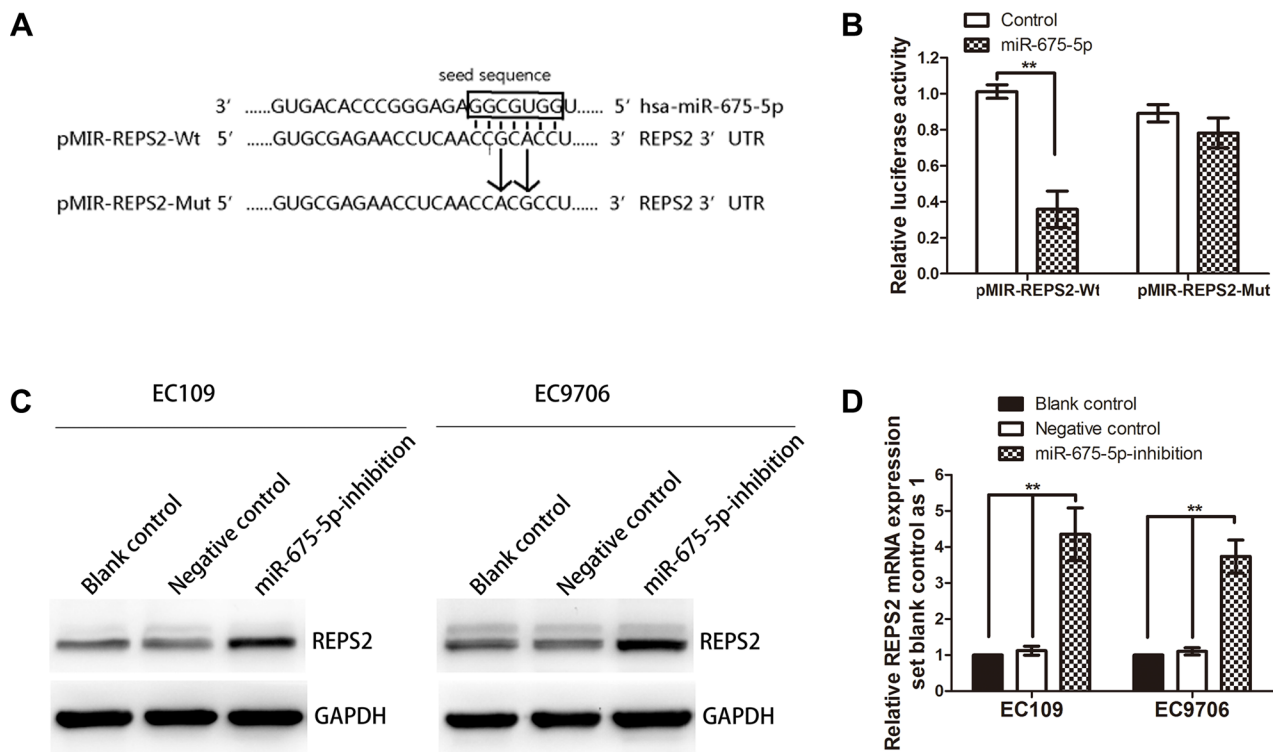 A
seed sequence
3′ ......GUGACACCCGGGAGAGGCGUGGU...... 5′ hsa-miR-675-5p
pMIR-REPS2-Wt 5′ ......GUGCGAGAACCUCAACCGCACCU...... 3′ REPS2 3′ UTR
pMIR-REPS2-Mut 5′ ......GUGCGAGAACCUCAACCACGCCU...... 3′ REPS2 3′ UTR
B
Control
miR-675-5p
Relative luciferase activity
1.2
1.0
0.8
0.6
0.4
0.2
0.0
**
pMIR-REPS2-Wt
pMIR-REPS2-Mut
C
EC109
EC9706
Blank control
Negative control
miR-675-5p-inhibition
Blank control
Negative control
miR-675-5p-inhibition
REPS2
REPS2
GAPDH
GAPDH
D
Blank control
Negative control
miR-675-5p-inhibition
Relative REPS2 mRNA expression
set blank control as 1
6
5
4
3
2
1
0
**
**
EC109
EC9706